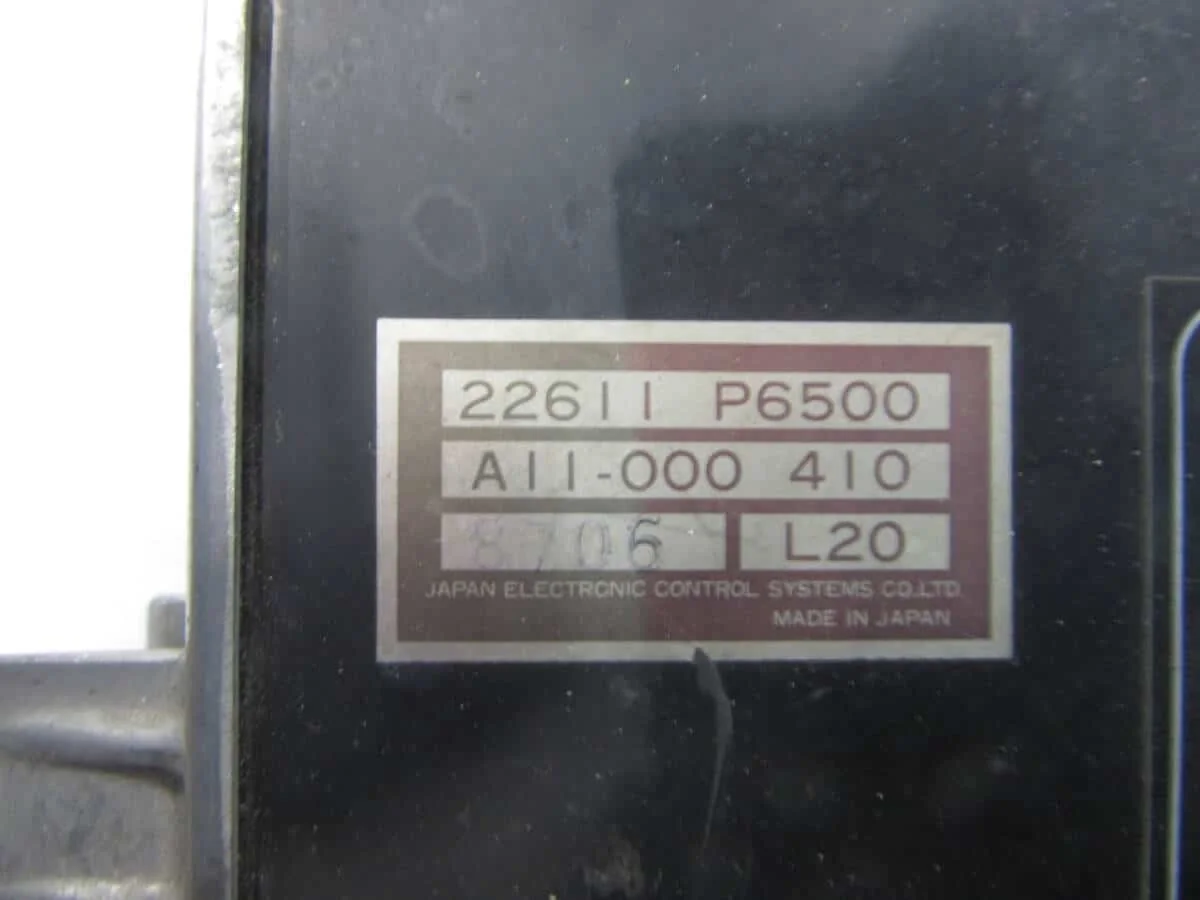 22611 P6500
A11-000 410
8706 L20
JAPAN ELECTRONIC CONTROL SYSTEMS CO.LTD
MADE IN JAPAN